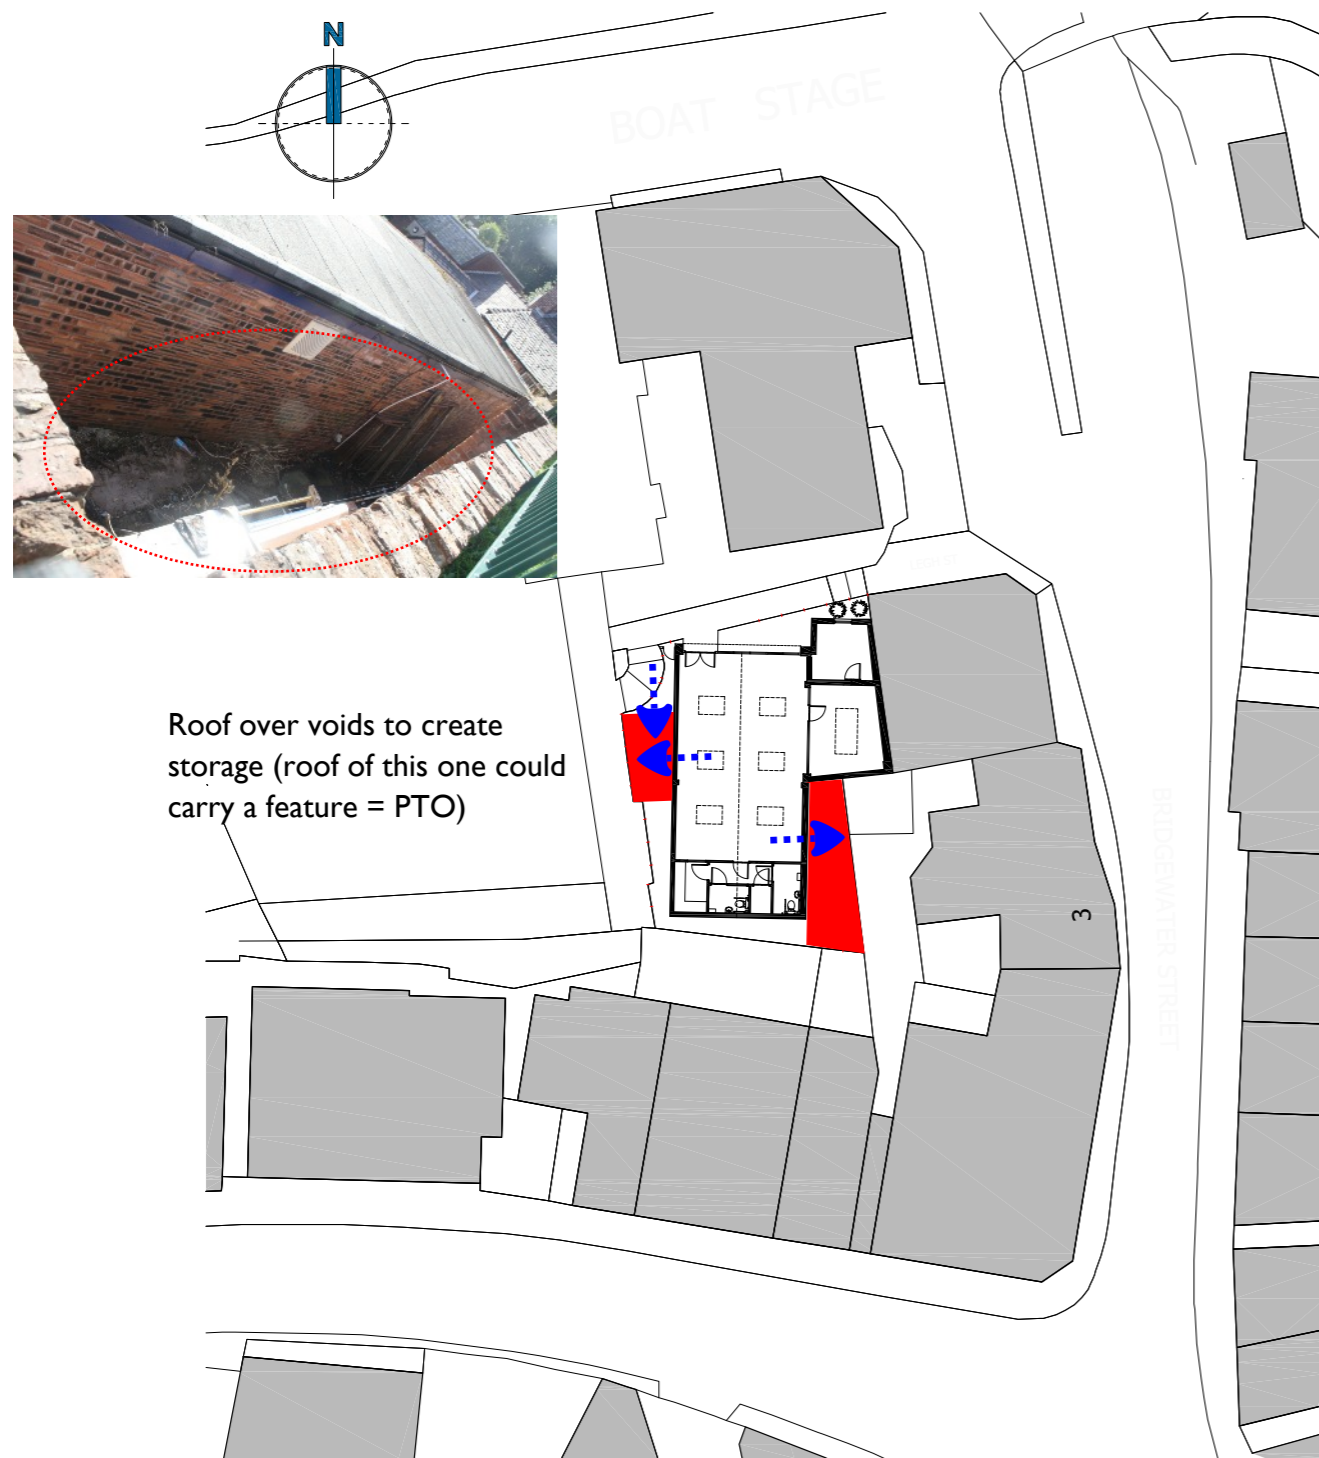 N
BOAT STAGE
Roof over voids to create
storage (roof of this one could
carry a feature = PTO)
3
BRIDGEWATER STREET